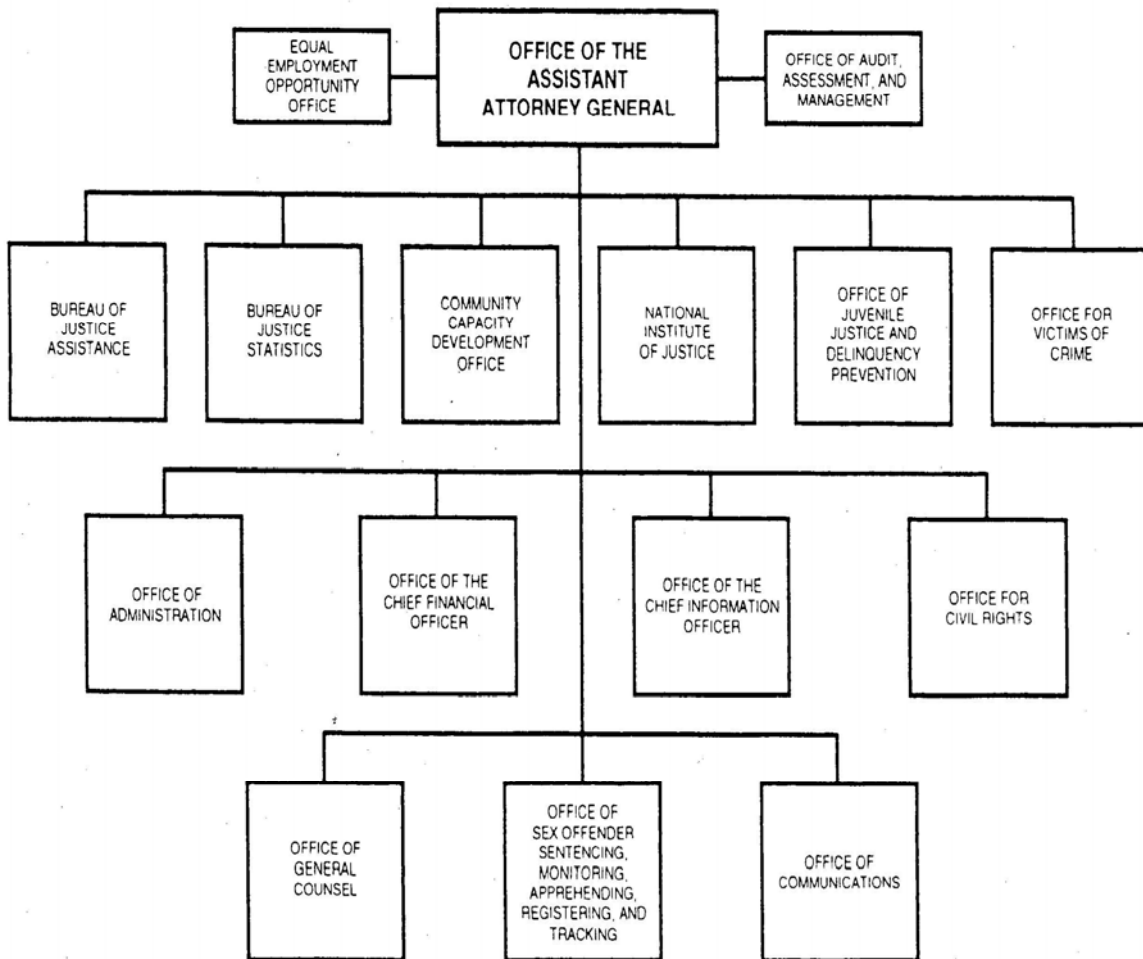 EQUAL
EMPLOYMENT
OPPORTUNITY
OFFICE
OFFICE OF THE
ASSISTANT
ATTORNEY GENERAL
OFFICE OF AUDIT,
ASSESSMENT, AND
MANAGEMENT
BUREAU OF
JUSTICE
ASSISTANCE
BUREAU OF
JUSTICE
STATISTICS
COMMUNITY
CAPACITY
DEVELOPMENT
OFFICE
NATIONAL
INSTITUTE
OF JUSTICE
OFFICE OF
JUVENILE
JUSTICE AND
DELINQUENCY
PREVENTION
OFFICE FOR
VICTIMS OF
CRIME
OFFICE OF
ADMINISTRATION
OFFICE OF THE
CHIEF FINANCIAL
OFFICER
OFFICE OF THE
CHIEF INFORMATION
OFFICER
OFFICE FOR
CIVIL RIGHTS
OFFICE OF
GENERAL
COUNSEL
OFFICE OF
SEX OFFENDER
SENTENCING,
MONITORING,
APPREHENDING,
REGISTERING, AND
TRACKING
OFFICE OF
COMMUNICATIONS